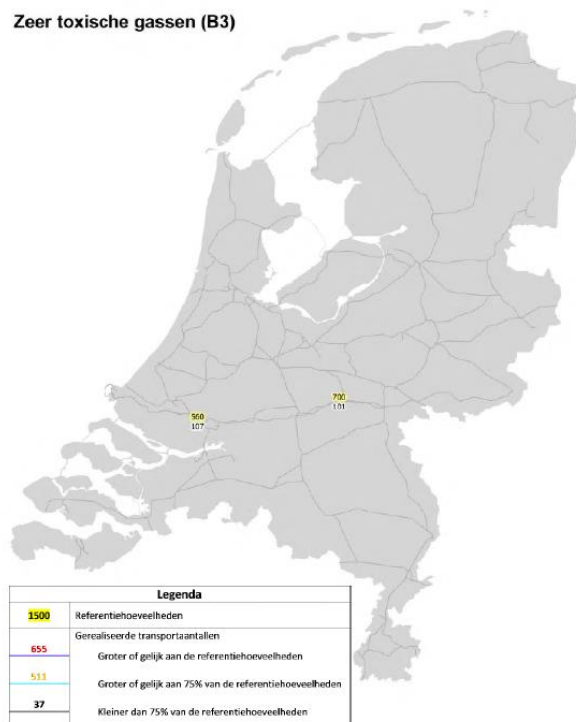 Zeer toxische gassen (B3)
700
101
560
107
Legenda
1500 Referentiehoeveelheden
Gerealiseerde transportaantallen
655 Groter of gelijk aan de referentiehoeveelheden
511 Groter of gelijk aan 75% van de referentiehoeveelheden
37 Kleiner dan 75% van de referentiehoeveelheden